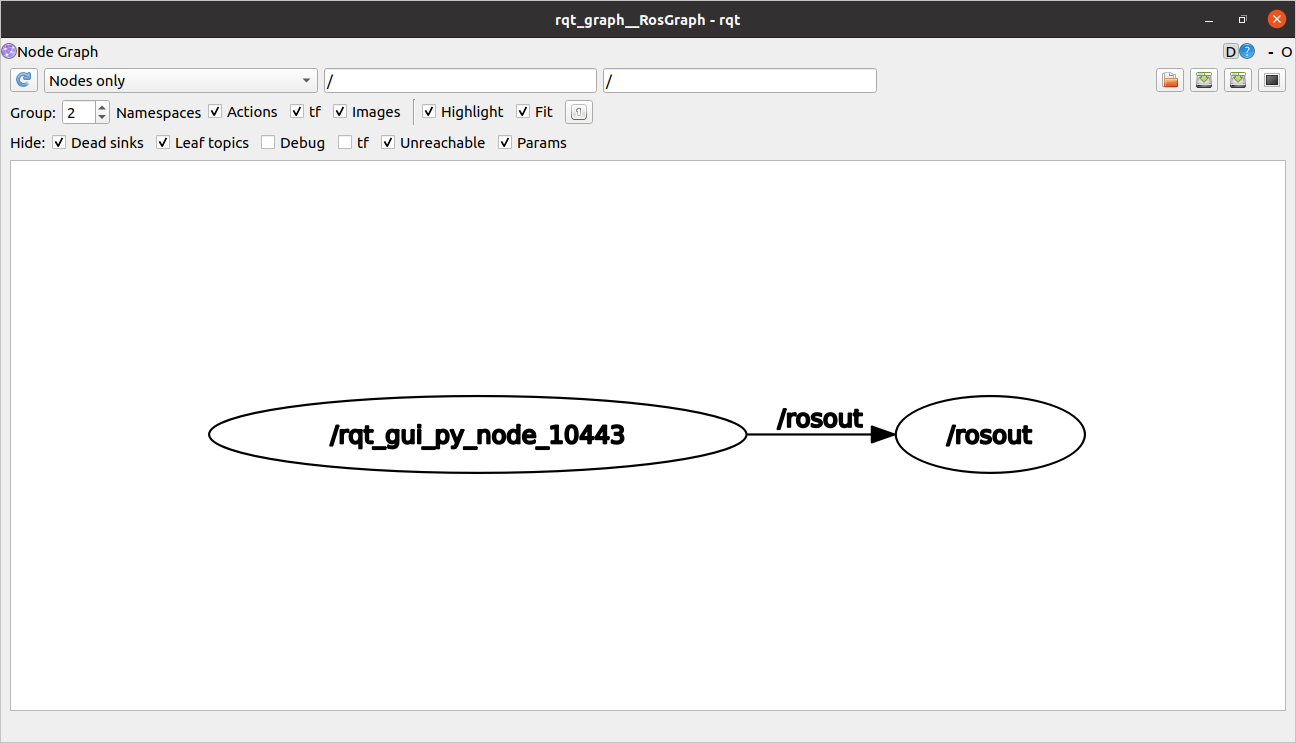 rqt_graph__RosGraph - rqt
Node Graph D ? - O
Nodes only / /
Group: 2 Namespaces Actions tf Images Highlight Fit
Hide: Dead sinks Leaf topics Debug tf Unreachable Params
/rqt_gui_py_node_10443 /rosout /rosout